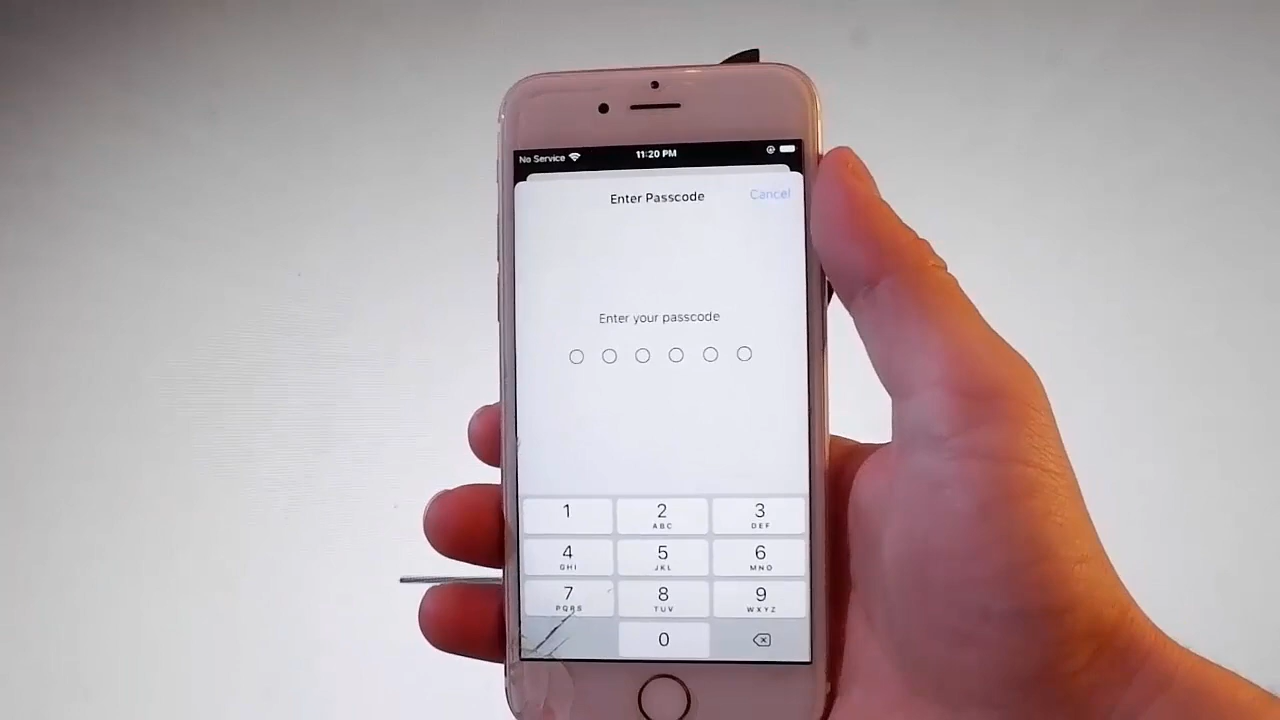 No Service 11:20 PM
Enter Passcode Cancel
Enter your passcode
1 2 3
ABC DEF
4 5 6
GHI JKL MNO
7 8 9
PQRS TUV WXYZ
0